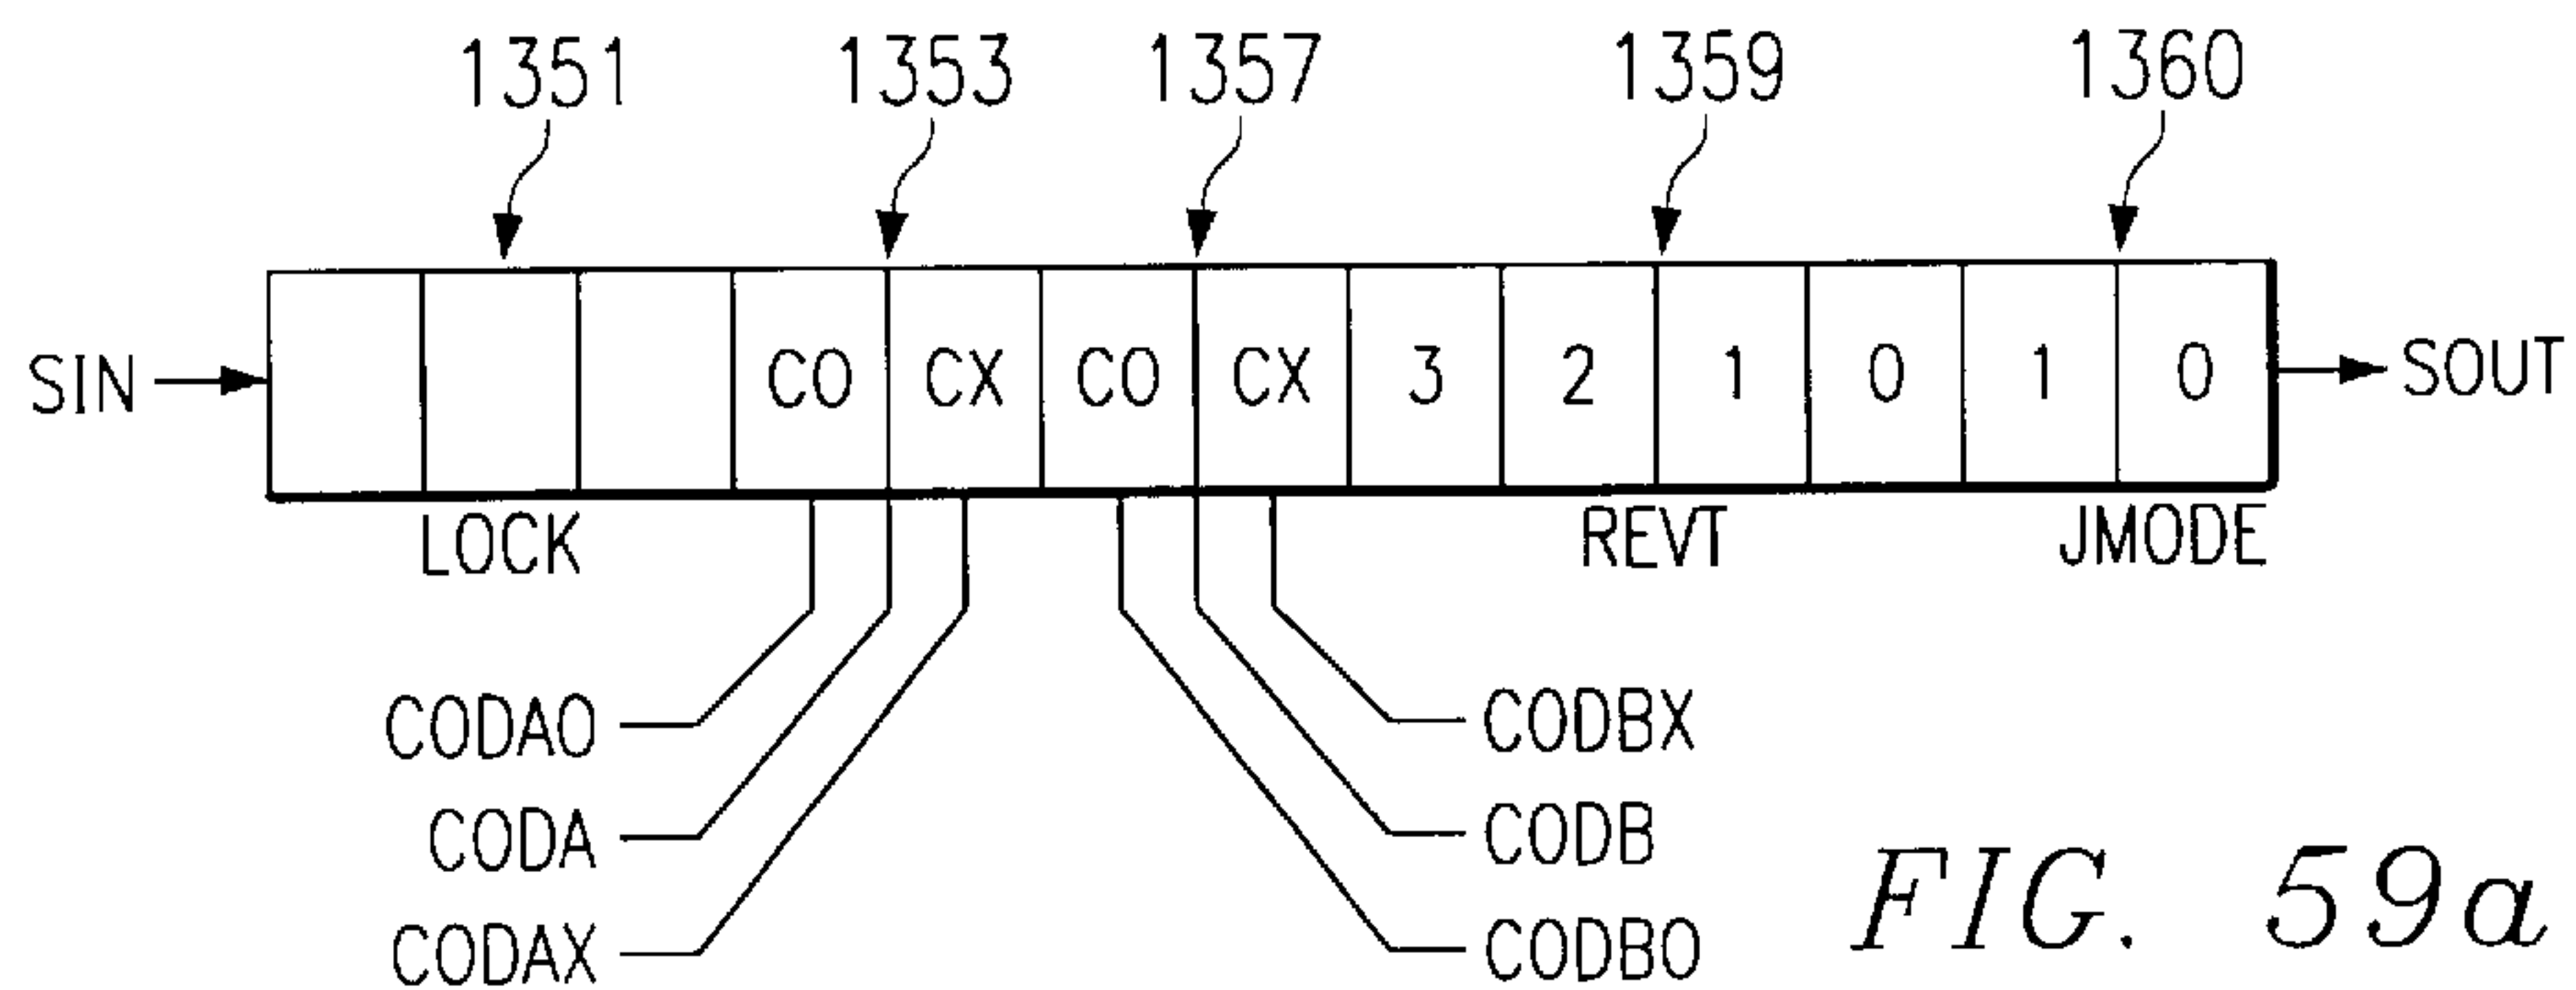 1351 1353 1357 1359 1360
SIN CO CX CO CX 3 2 1 0 1 0 SOUT
LOCK REVT JMODE
CODAO CODBX
CODA CODB
CODAX CODBO
FIG. 59a